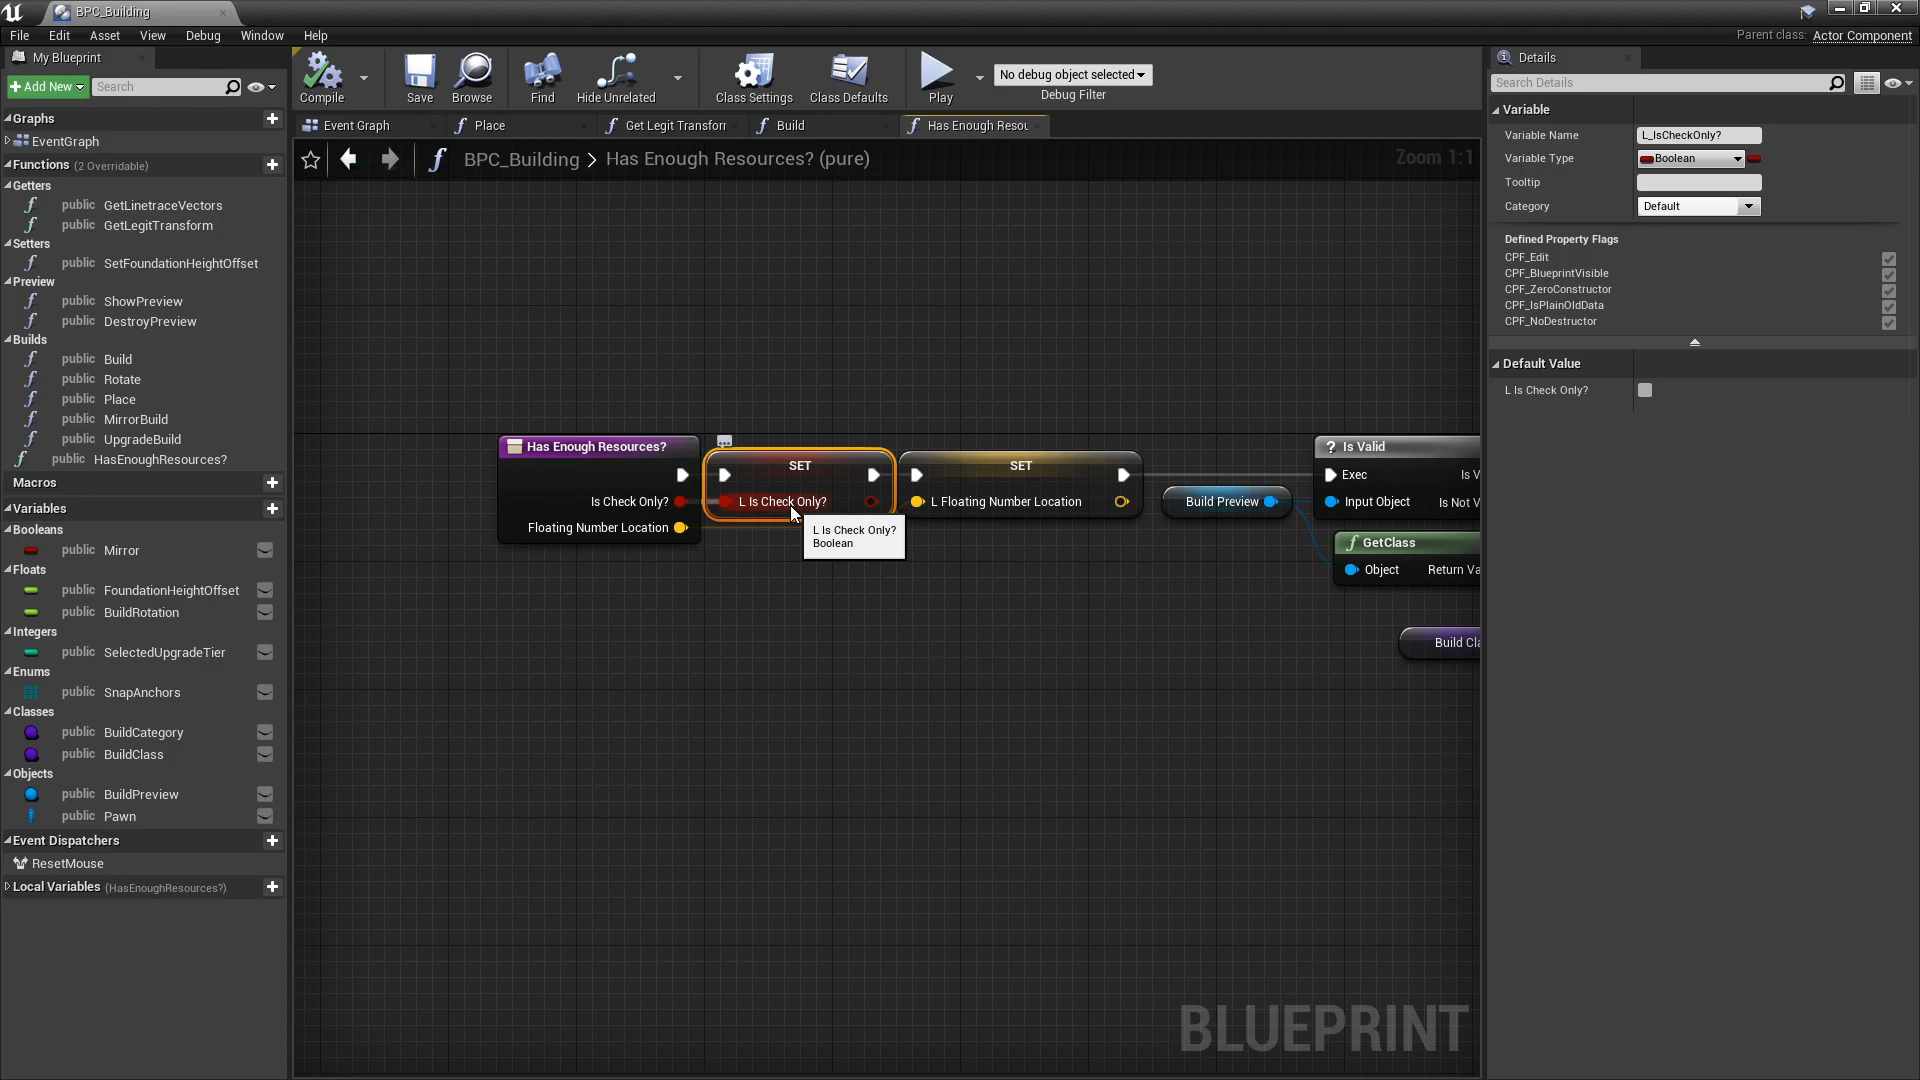 BPC_Building
File Edit Asset View Debug Window Help
Parent class: Actor Component
My Blueprint
Add New
Search
Compile
Save
Browse
Find
Hide Unrelated
Class Settings
Class Defaults
Play
No debug object selected
Debug Filter
Details
Search Details
Event Graph
Place
Get Legit Transforr
Build
Has Enough Resou
BPC_Building > Has Enough Resources? (pure)
Zoom 1:1
Graphs
EventGraph
Functions (2 Overridable)
Getters
public GetLinetraceVectors
public GetLegitTransform
Setters
public SetFoundationHeightOffset
Preview
public ShowPreview
public DestroyPreview
Builds
public Build
public Rotate
public Place
public MirrorBuild
public UpgradeBuild
public HasEnoughResources?
Macros
Variables
Booleans
public Mirror
Floats
public FoundationHeightOffset
public BuildRotation
Integers
public SelectedUpgradeTier
Enums
public SnapAnchors
Classes
public BuildCategory
public BuildClass
Objects
public BuildPreview
public Pawn
Event Dispatchers
ResetMouse
Local Variables (HasEnoughResources?)
Has Enough Resources?
Is Check Only?
Floating Number Location
SET
L Is Check Only?
L Is Check Only?
Boolean
SET
L Floating Number Location
Build Preview
? Is Valid
Exec Is V
Input Object Is Not V
GetClass
Object Return Va
Build Cla
BLUEPRINT
Variable
Variable Name L_IsCheckOnly?
Variable Type Boolean
Tooltip
Category Default
Defined Property Flags
CPF_Edit
CPF_BlueprintVisible
CPF_ZeroConstructor
CPF_IsPlainOldData
CPF_NoDestructor
Default Value
L Is Check Only?